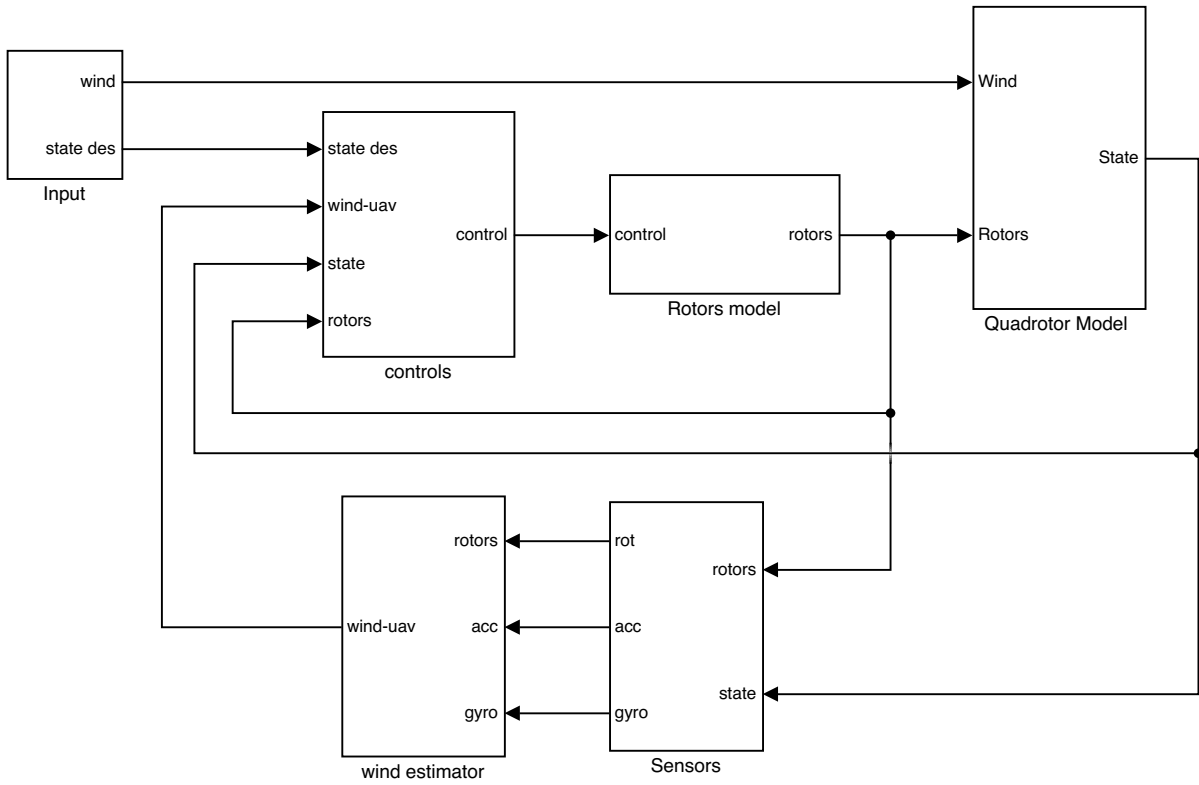 wind
state des
Input
state des
wind-uav
state
rotors
control
controls
control
rotors
Rotors model
Wind
State
Rotors
Quadrotor Model
rotors
wind-uav
acc
gyro
wind estimator
rot
rotors
acc
state
gyro
Sensors